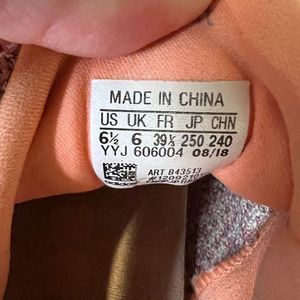 MADE IN CHINA
US UK FR JP CHN
6½ 6 39⅓ 250 240
YYJ 606004 08/18
ART B43513